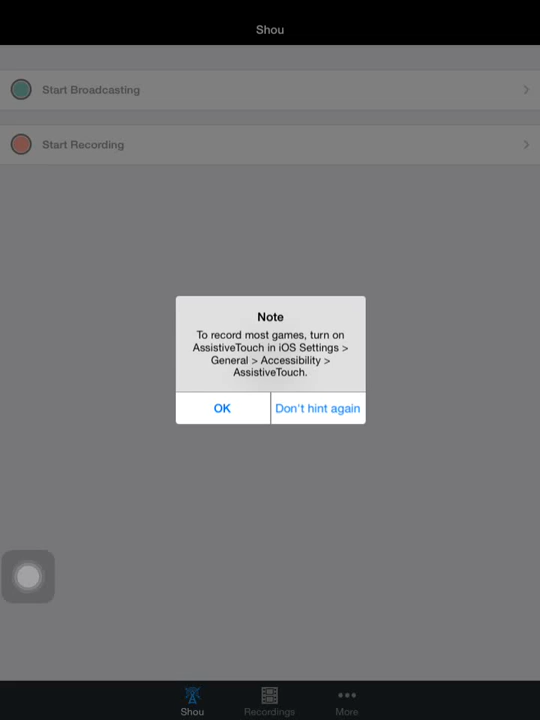 Shou
Start Broadcasting
Start Recording
Note
To record most games, turn on
AssistiveTouch in iOS Settings >
General > Accessibility >
AssistiveTouch.
OK
Don't hint again
Shou
Recordings
More